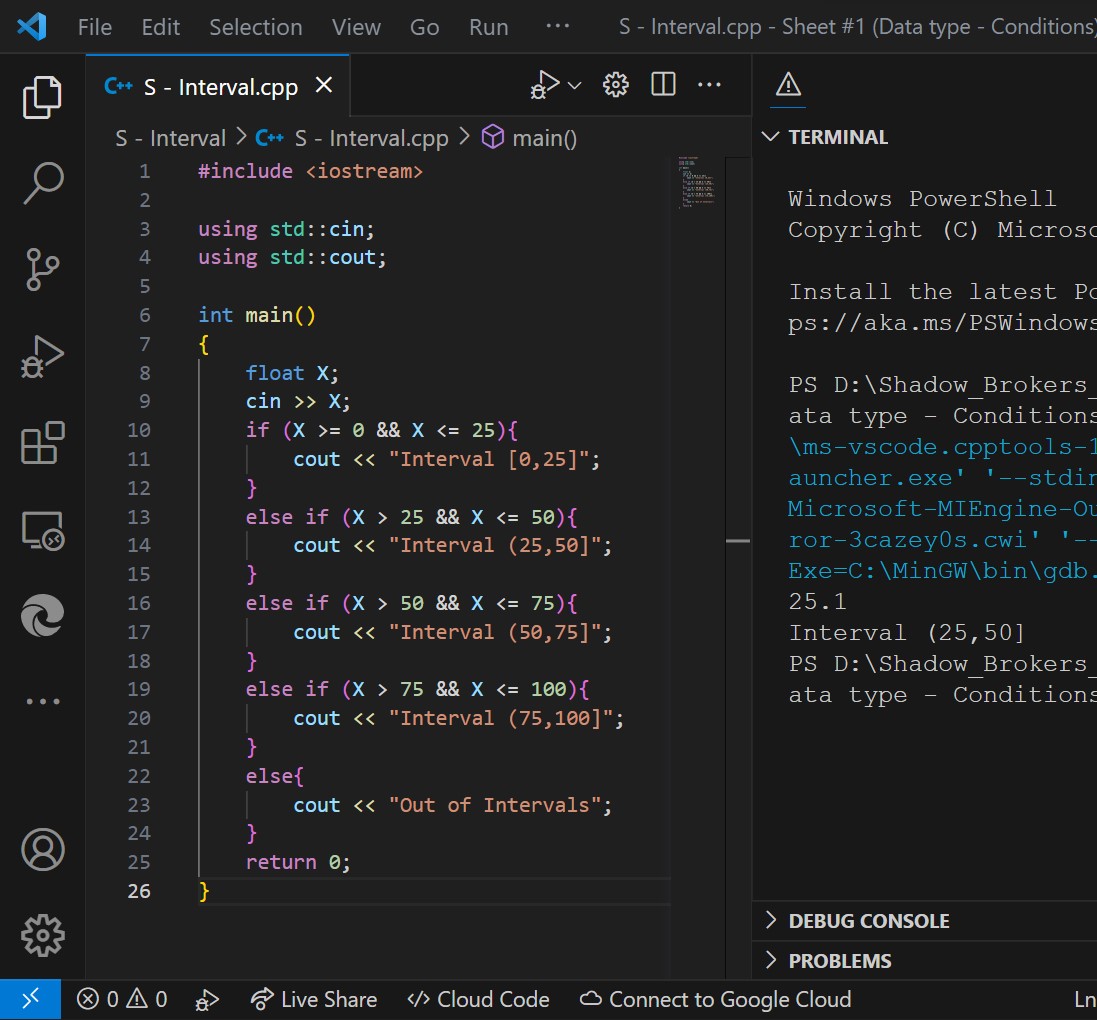 File Edit Selection View Go Run ··· S - Interval.cpp - Sheet #1 (Data type - Conditions)
C++ S - Interval.cpp
S - Interval > C++ S - Interval.cpp > main()
1 #include <iostream>
2
3 using std::cin;
4 using std::cout;
5
6 int main()
7 {
8 float X;
9 cin >> X;
10 if (X >= 0 && X <= 25){
11 cout << "Interval [0,25]";
12 }
13 else if (X > 25 && X <= 50){
14 cout << "Interval (25,50]";
15 }
16 else if (X > 50 && X <= 75){
17 cout << "Interval (50,75]";
18 }
19 else if (X > 75 && X <= 100){
20 cout << "Interval (75,100]";
21 }
22 else{
23 cout << "Out of Intervals";
24 }
25 return 0;
26 }
TERMINAL
Windows PowerShell
Copyright (C) Microso
Install the latest Po
ps://aka.ms/PSWindows
PS D:\Shadow_Brokers_
ata type - Conditions
\ms-vscode.cpptools-1
auncher.exe' '--stdin
Microsoft-MIEngine-Ou
ror-3cazey0s.cwi' '--
Exe=C:\MinGW\bin\gdb.
25.1
Interval (25,50]
PS D:\Shadow_Brokers_
ata type - Conditions
DEBUG CONSOLE
PROBLEMS
0 0 Live Share Cloud Code Connect to Google Cloud Ln